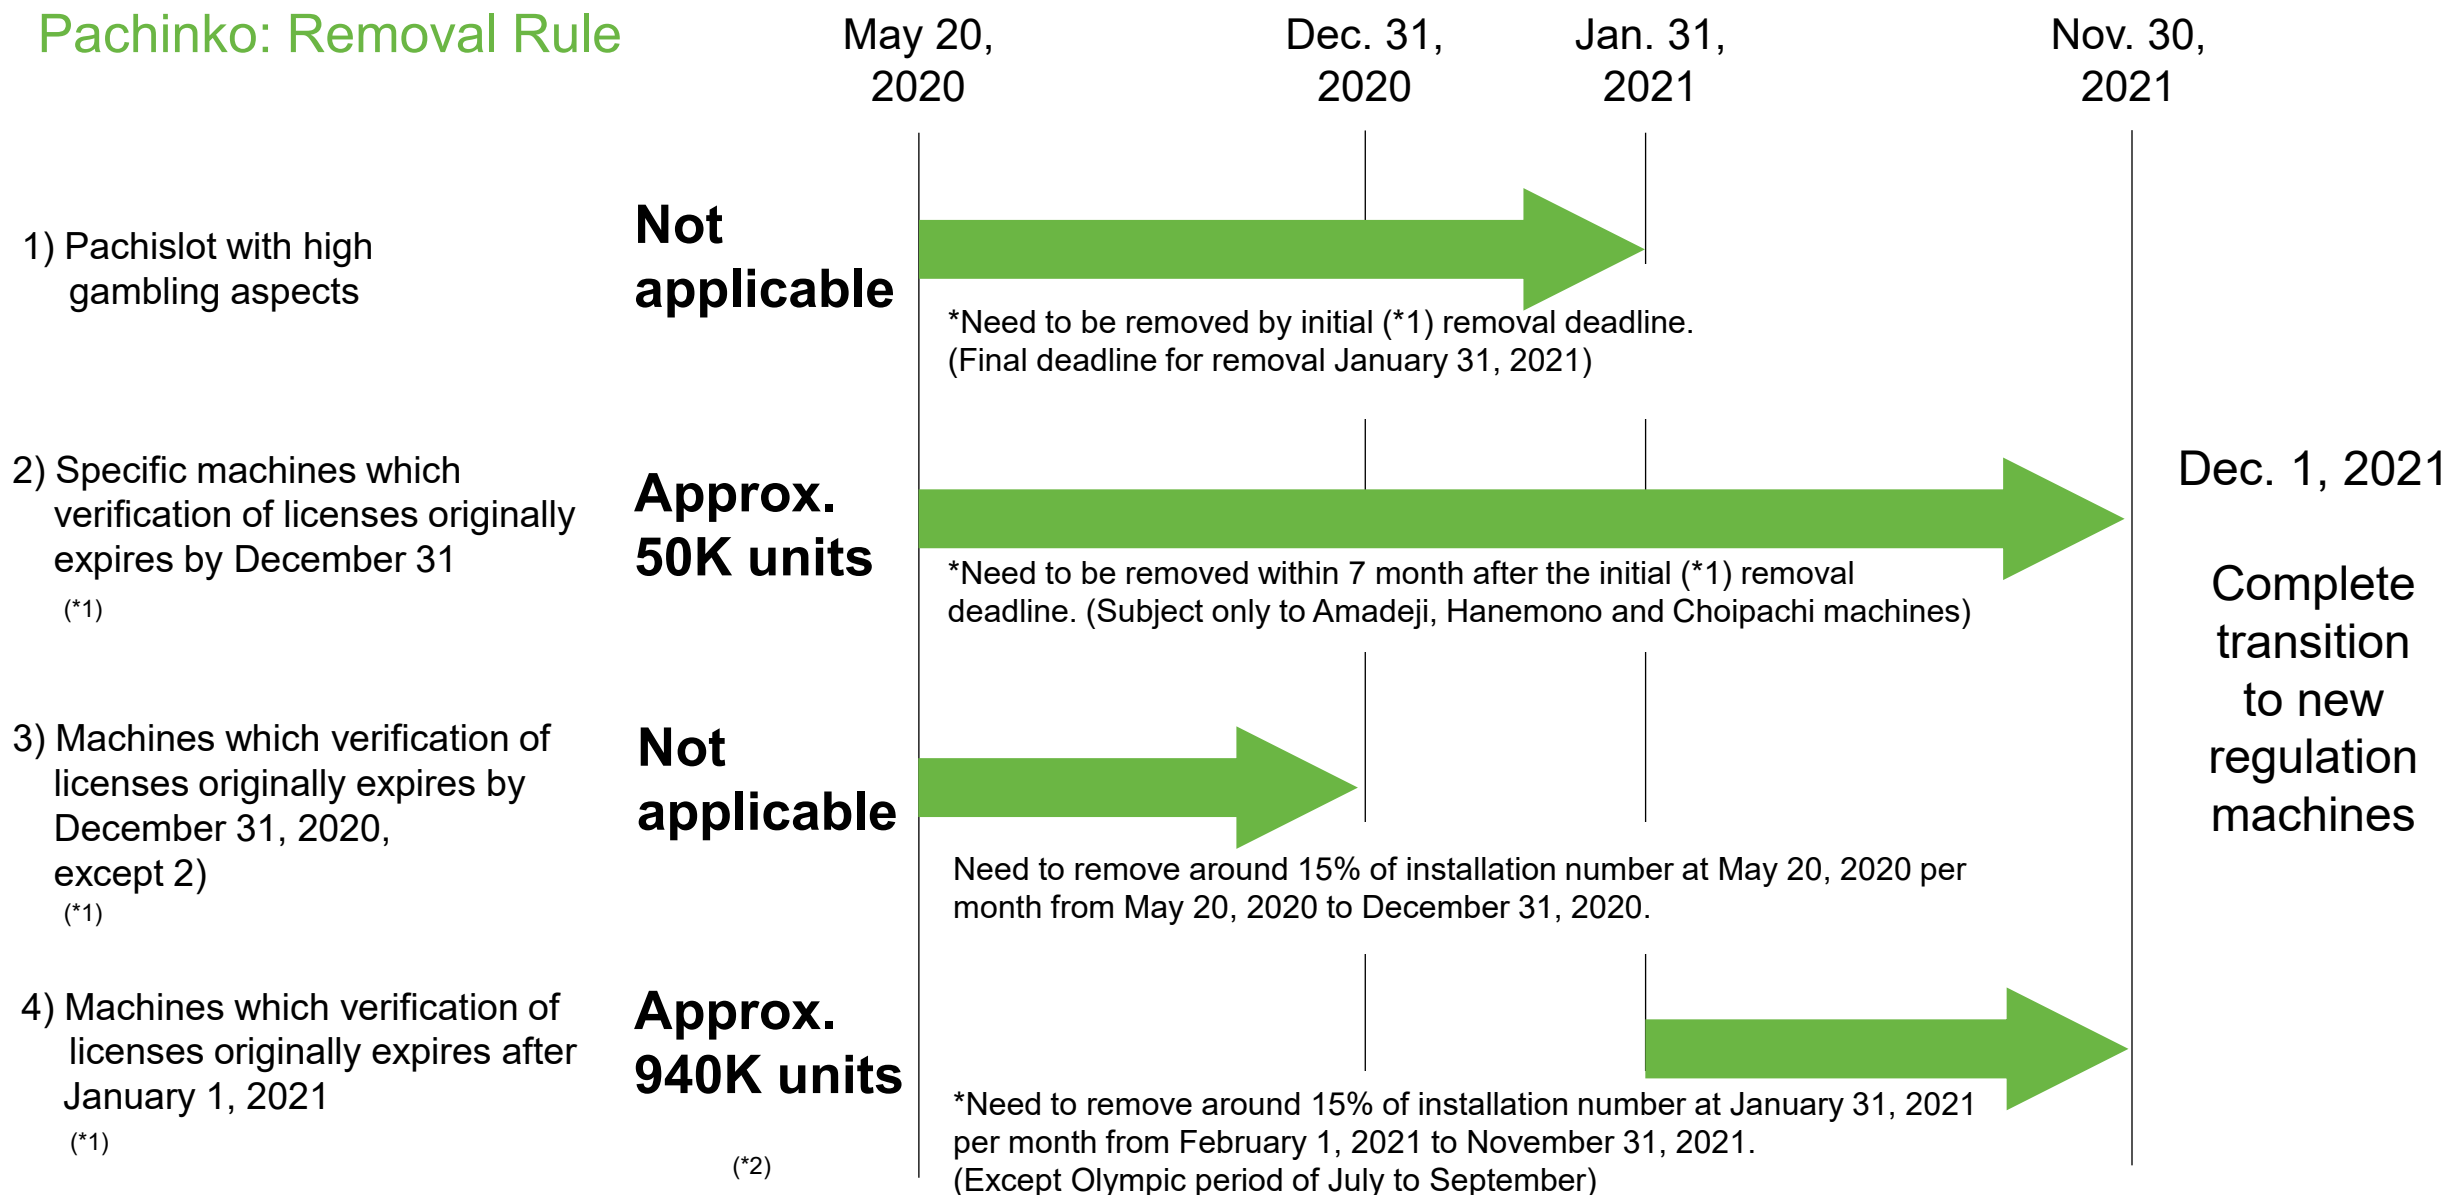 Pachinko: Removal Rule
May 20,
2020
Dec. 31,
2020
Jan. 31,
2021
Nov. 30,
2021
1) Pachislot with high
gambling aspects
Not
applicable
*Need to be removed by initial (*1) removal deadline.
(Final deadline for removal January 31, 2021)
2) Specific machines which
verification of licenses originally
expires by December 31
(*1)
Approx.
50K units
*Need to be removed within 7 month after the initial (*1) removal
deadline. (Subject only to Amadeji, Hanemono and Choipachi machines)
3) Machines which verification of
licenses originally expires by
December 31, 2020,
except 2)
(*1)
Not
applicable
Need to remove around 15% of installation number at May 20, 2020 per
month from May 20, 2020 to December 31, 2020.
4) Machines which verification of
licenses originally expires after
January 1, 2021
(*1)
Approx.
940K units
(*2)
*Need to remove around 15% of installation number at January 31, 2021
per month from February 1, 2021 to November 31, 2021.
(Except Olympic period of July to September)
Dec. 1, 2021
Complete
transition
to new
regulation
machines